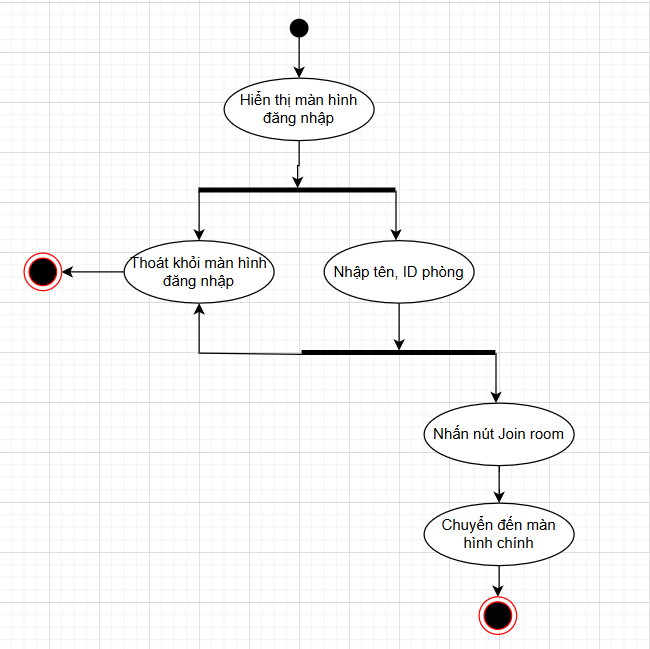 Hiển thị màn hình
đăng nhập
Thoát khỏi màn hình
đăng nhập
Nhập tên, ID phòng
Nhấn nút Join room
Chuyển đến màn
hình chính